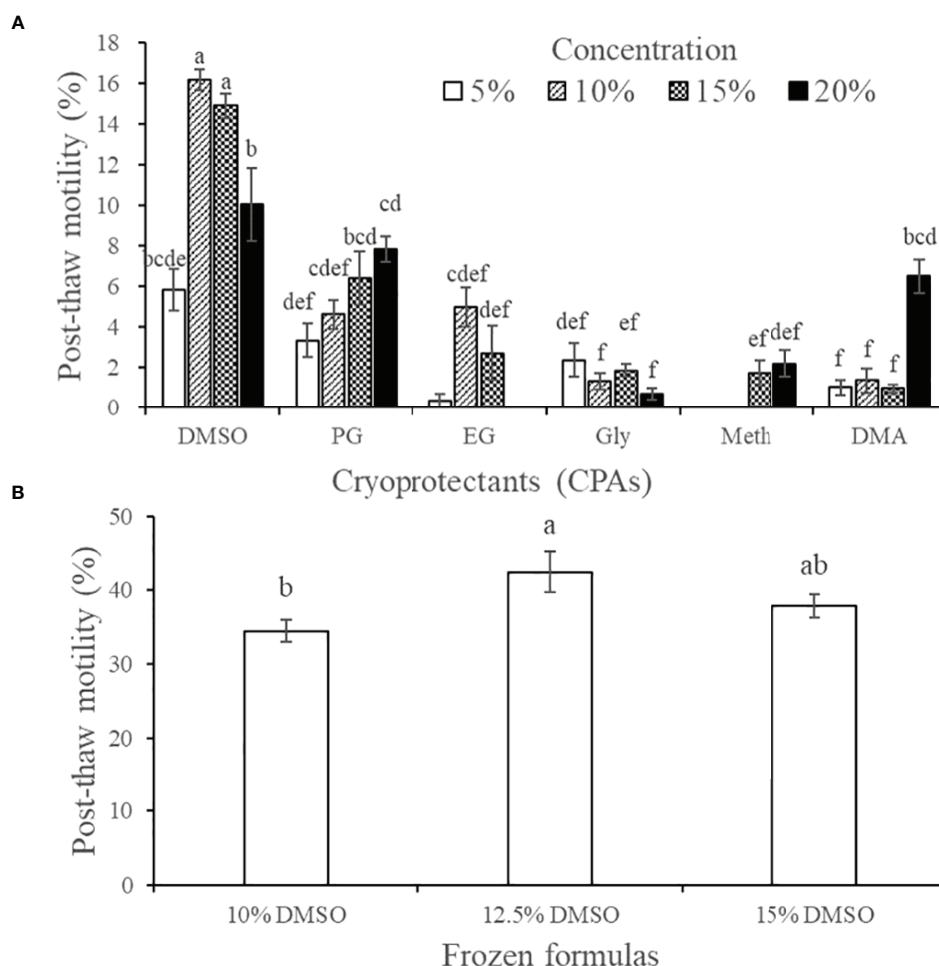 A
Post-thaw motility (%)
18
16
14
12
10
8
6
4
2
0
Concentration
5% 10% 15% 20%
bcde a a b
def cdef bcd cd
cdef def
def f ef f
ef def
f f f bcd
DMSO PG EG Gly Meth DMA
Cryoprotectants (CPAs)
B
Post-thaw motility (%)
50
40
30
20
10
0
b a ab
10% DMSO 12.5% DMSO 15% DMSO
Frozen formulas